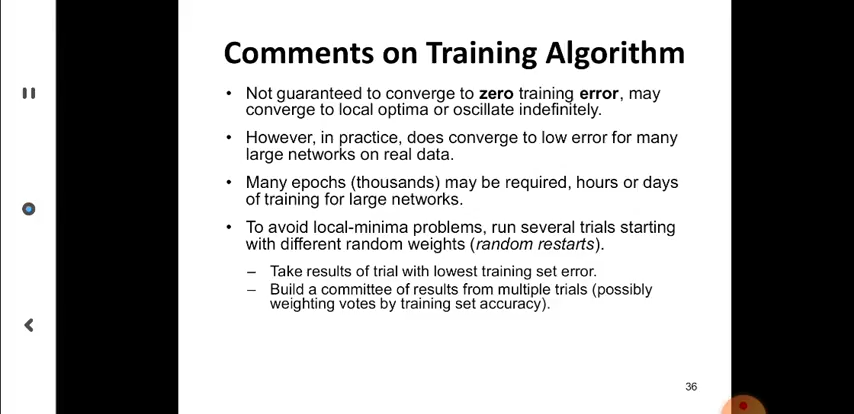 Comments on Training Algorithm
• Not guaranteed to converge to zero training error, may
converge to local optima or oscillate indefinitely.
• However, in practice, does converge to low error for many
large networks on real data.
• Many epochs (thousands) may be required, hours or days
of training for large networks.
• To avoid local-minima problems, run several trials starting
with different random weights (random restarts).
– Take results of trial with lowest training set error.
– Build a committee of results from multiple trials (possibly
weighting votes by training set accuracy).
36